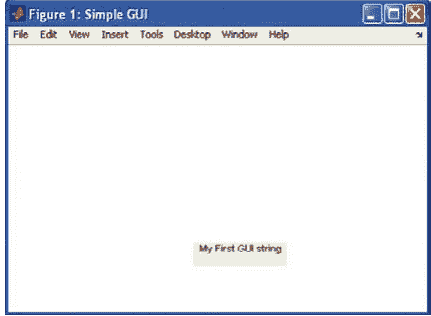 Figure 1: Simple GUI
File Edit View Insert Tools Desktop Window Help
My First GUI string